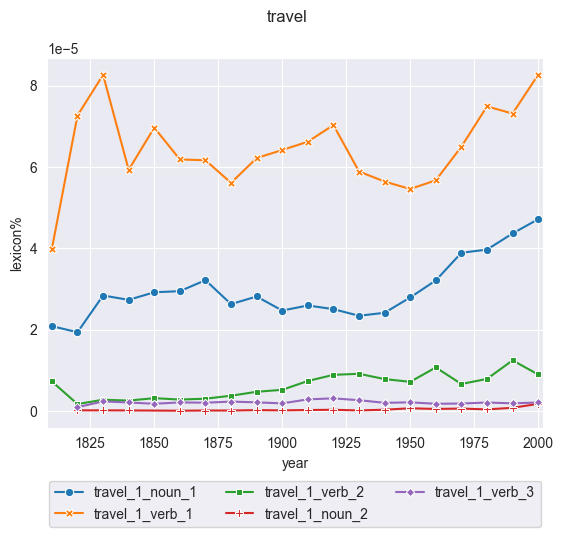 travel
1e−5
8
6
4
2
0
lexicon%
1825 1850 1875 1900 1925 1950 1975 2000
year
travel_1_noun_1 travel_1_verb_2 travel_1_verb_3
travel_1_verb_1 travel_1_noun_2